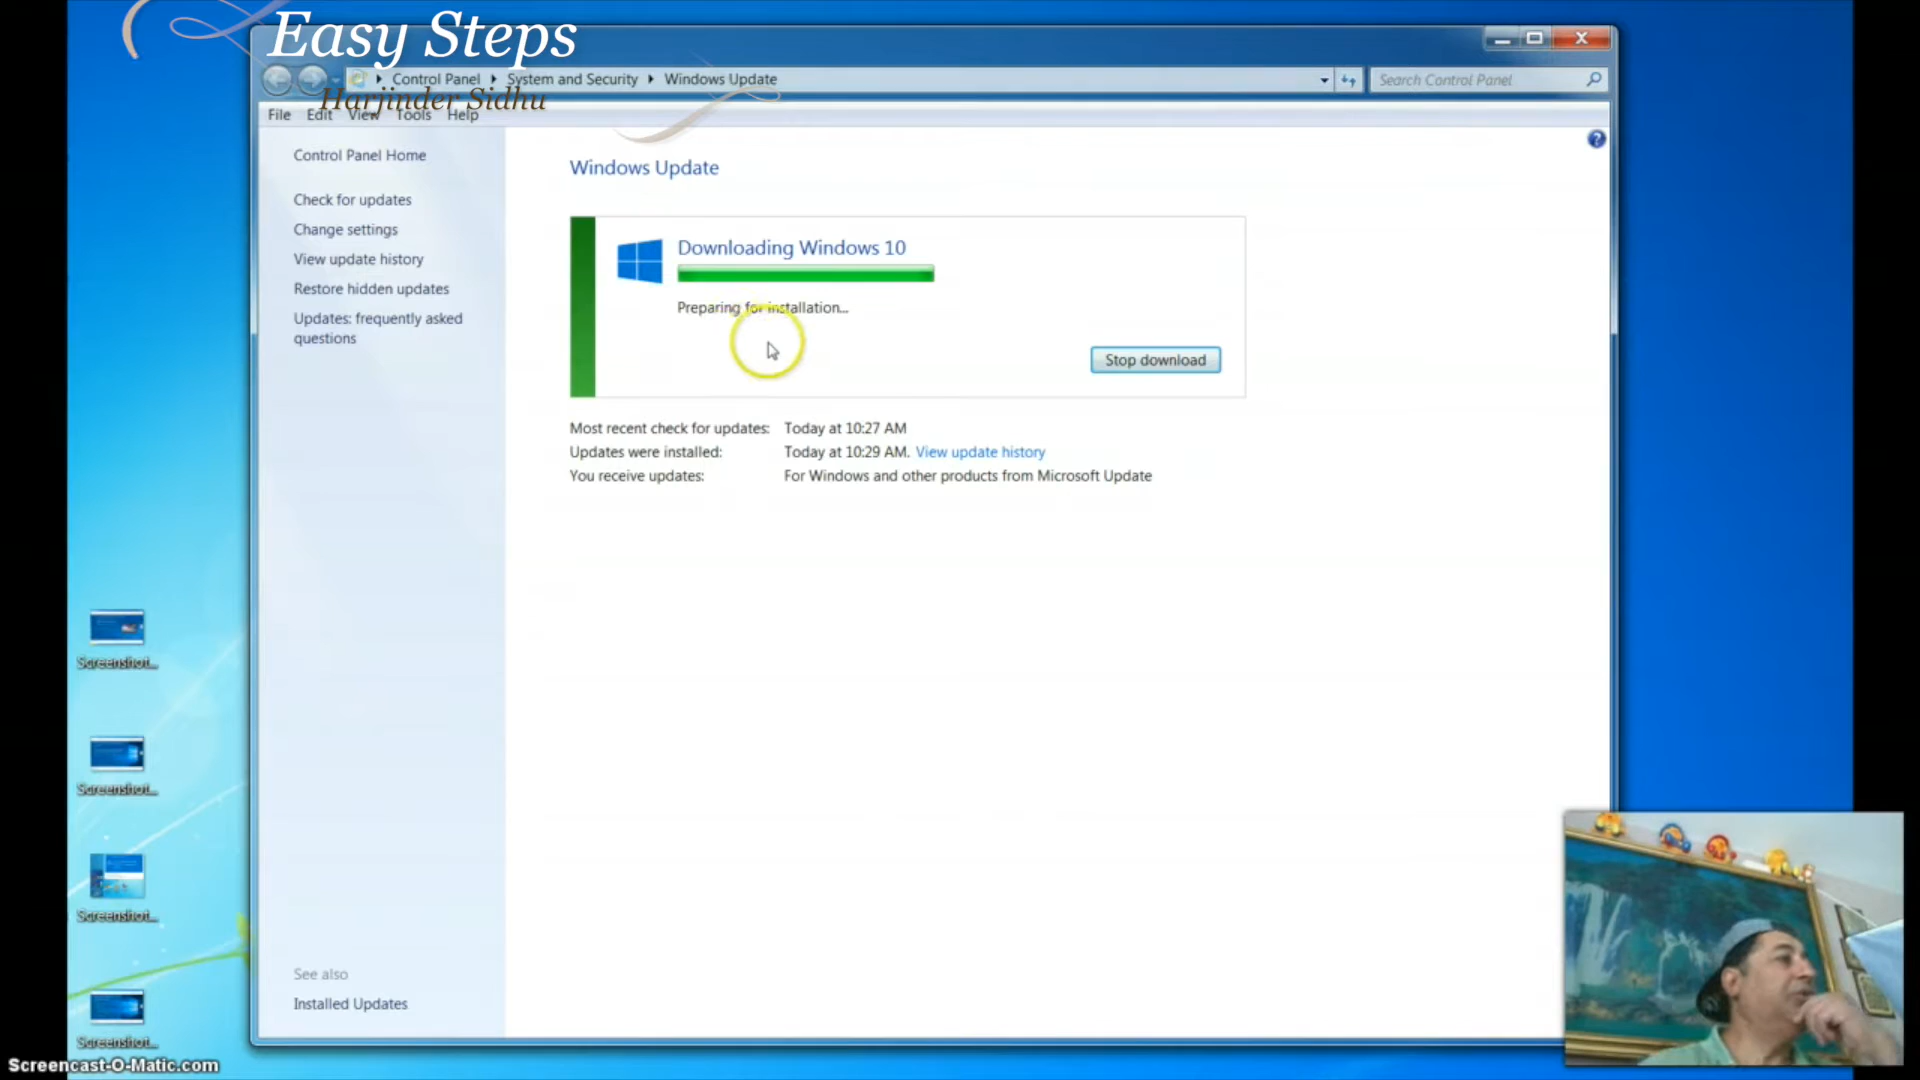 Easy Steps
Harjinder Sidhu
Control Panel System and Security Windows Update
Search Control Panel
File Edit View Tools Help
Control Panel Home
Check for updates
Change settings
View update history
Restore hidden updates
Updates: frequently asked
questions
Windows Update
Downloading Windows 10
Preparing for installation...
Stop download
Most recent check for updates: Today at 10:27 AM
Updates were installed: Today at 10:29 AM. View update history
You receive updates: For Windows and other products from Microsoft Update
Screenshot...
Screenshot...
Screenshot...
Screenshot...
See also
Installed Updates
Screencast-O-Matic.com